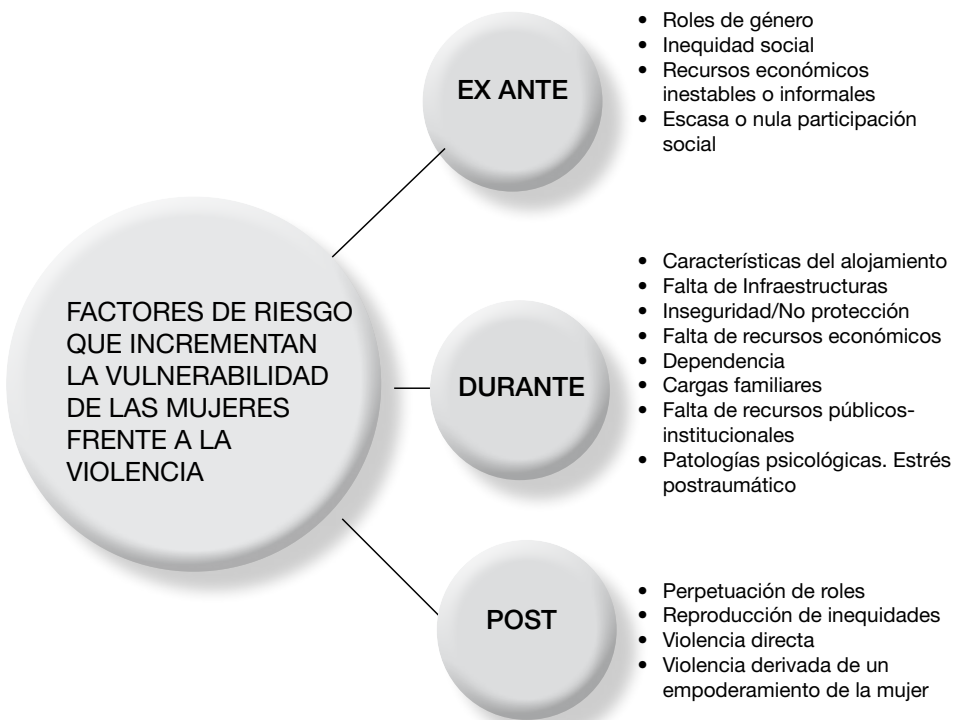 FACTORES DE RIESGO
QUE INCREMENTAN
LA VULNERABILIDAD
DE LAS MUJERES
FRENTE A LA
VIOLENCIA
EX ANTE
• Roles de género
• Inequidad social
• Recursos económicos
inestables o informales
• Escasa o nula participación
social
DURANTE
• Características del alojamiento
• Falta de Infraestructuras
• Inseguridad/No protección
• Falta de recursos económicos
• Dependencia
• Cargas familiares
• Falta de recursos públicos-
institucionales
• Patologías psicológicas. Estrés
postraumático
POST
• Perpetuación de roles
• Reproducción de inequidades
• Violencia directa
• Violencia derivada de un
empoderamiento de la mujer